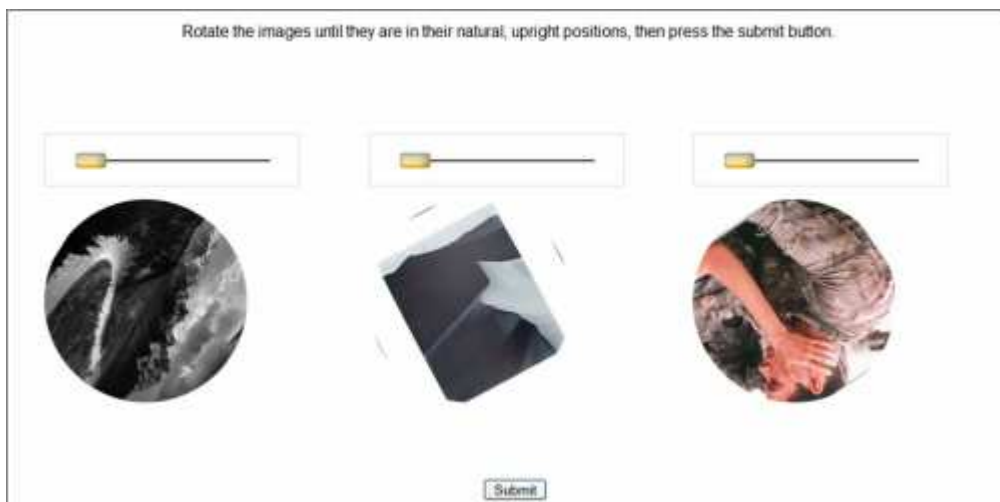 Rotate the images until they are in their natural, upright positions, then press the submit button.
Submit